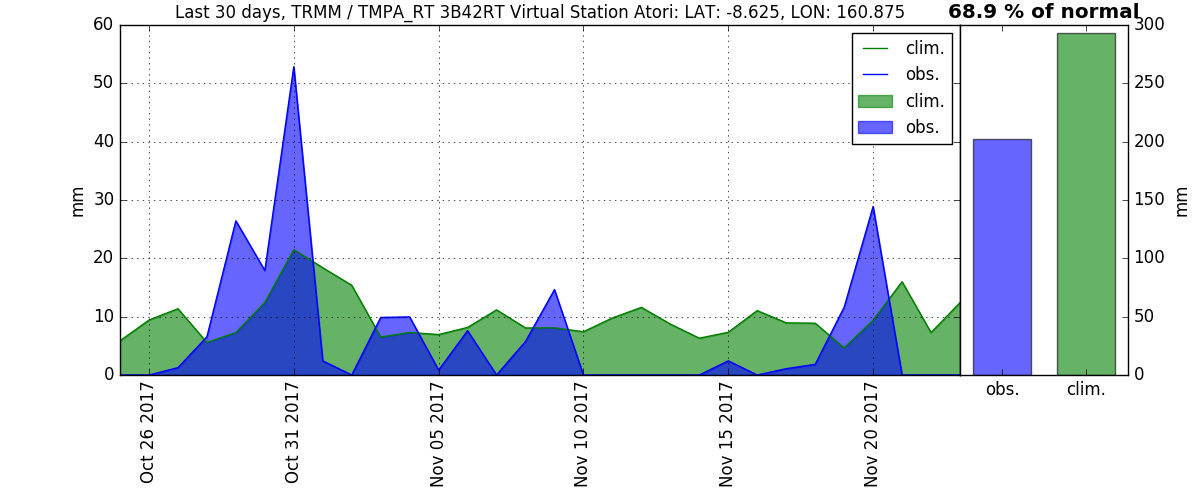 Last 30 days, TRMM / TMPA_RT 3B42RT Virtual Station Atori: LAT: -8.625, LON: 160.875
68.9 % of normal
60
50
40
30
20
10
0
mm
clim.
obs.
clim.
obs.
Oct 26 2017
Oct 31 2017
Nov 05 2017
Nov 10 2017
Nov 15 2017
Nov 20 2017
300
250
200
150
100
50
0
mm
obs.
clim.